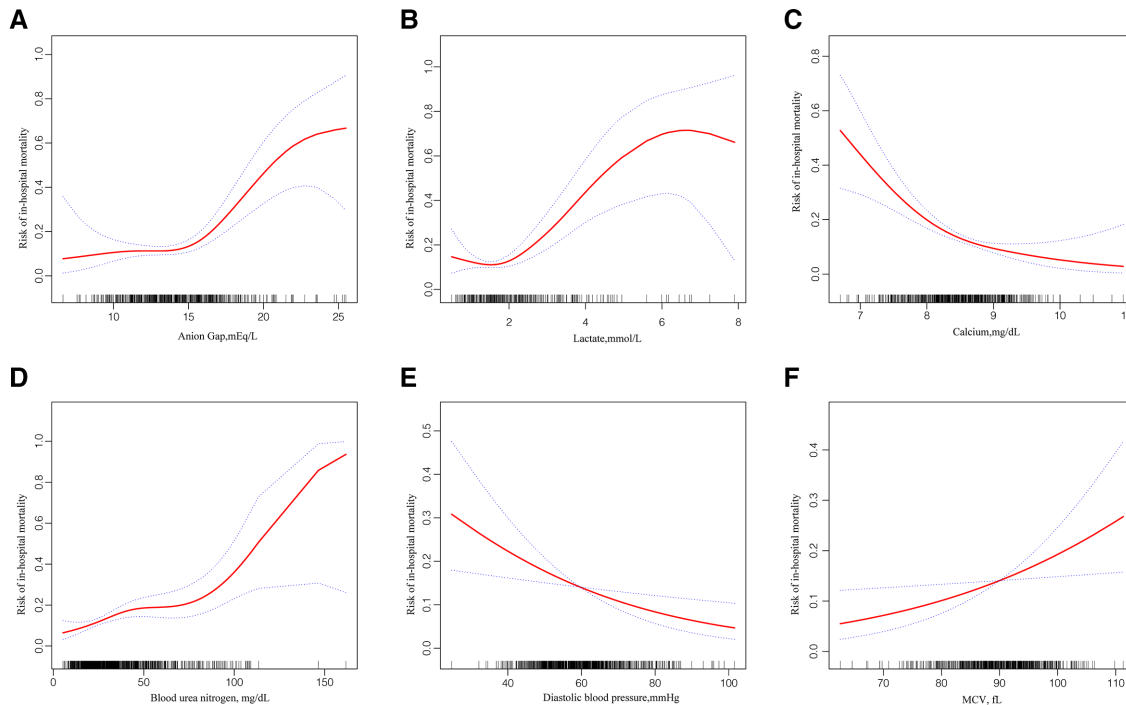 A
Risk of in-hospital mortality
1.0
0.8
0.6
0.4
0.2
0.0
10 15 20 25
Anion Gap,mEq/L
B
Risk of in-hospital mortality
1.0
0.8
0.6
0.4
0.2
0.0
2 4 6 8
Lactate,mmol/L
C
Risk of in-hospital mortality
0.8
0.6
0.4
0.2
0.0
7 8 9 10
Calcium,mg/dL
D
Risk of in-hospital mortality
1.0
0.8
0.6
0.4
0.2
0.0
0 50 100 150
Blood urea nitrogen, mg/dL
E
Risk of in-hospital mortality
0.5
0.4
0.3
0.2
0.1
0.0
40 60 80 100
Diastolic blood pressure,mmHg
F
Risk of in-hospital mortality
0.4
0.3
0.2
0.1
0.0
70 80 90 100 110
MCV, fL